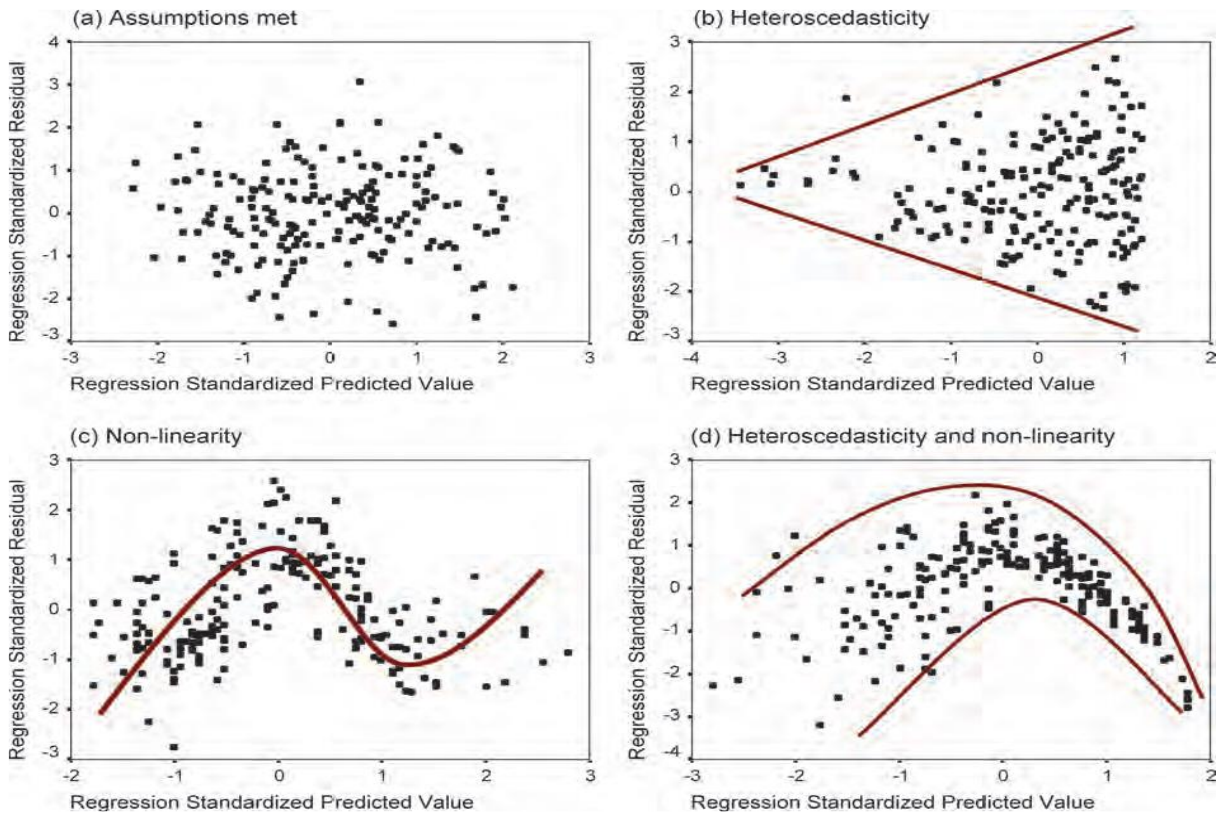 (a) Assumptions met
Regression Standardized Residual
4
3
2
1
0
-1
-2
-3
-3 -2 -1 0 1 2 3
Regression Standardized Predicted Value
(b) Heteroscedasticity
Regression Standardized Residual
3
2
1
0
-1
-2
-3
-4 -3 -2 -1 0 1 2
Regression Standardized Predicted Value
(c) Non-linearity
Regression Standardized Residual
3
2
1
0
-1
-2
-3
-2 -1 0 1 2 3
Regression Standardized Predicted Value
(d) Heteroscedasticity and non-linearity
Regression Standardized Residual
3
2
1
0
-1
-2
-3
-4
-3 -2 -1 0 1 2
Regression Standardized Predicted Value